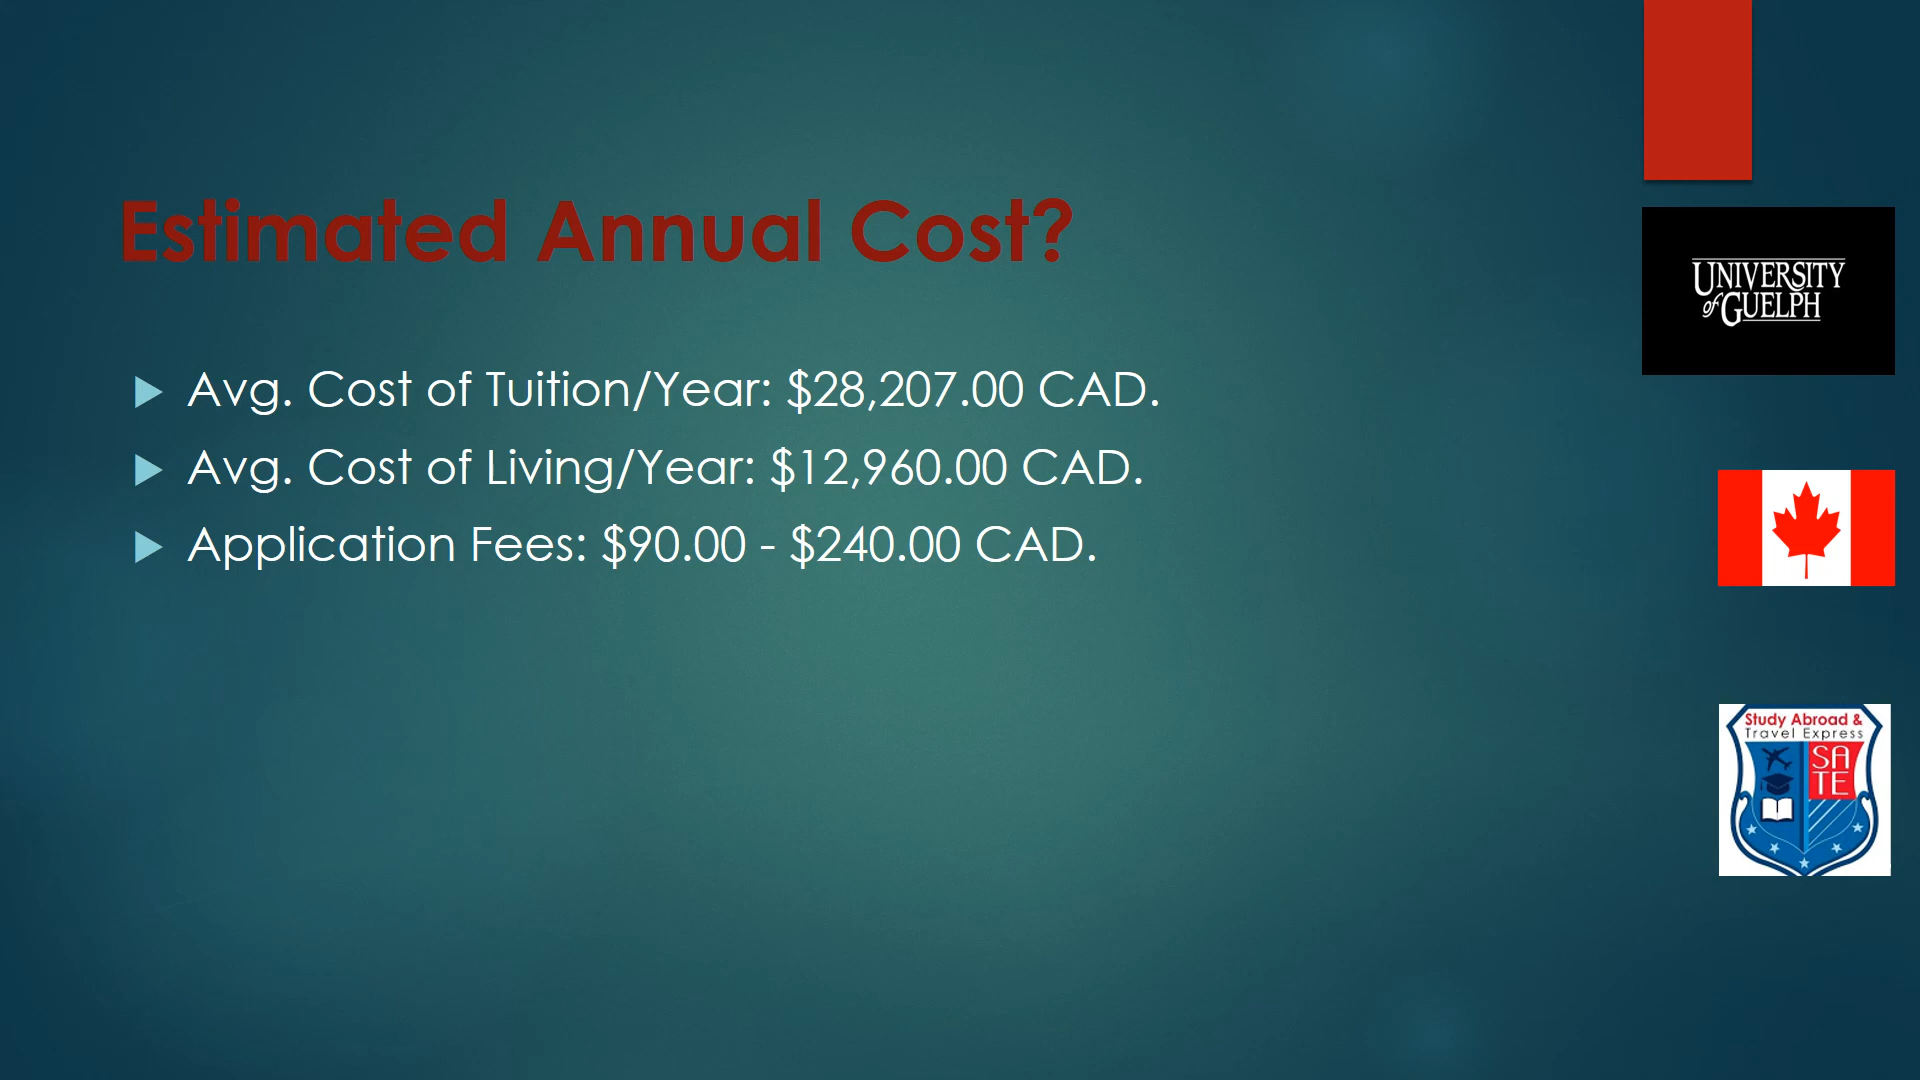 Estimated Annual Cost?
Avg. Cost of Tuition/Year: $28,207.00 CAD.
Avg. Cost of Living/Year: $12,960.00 CAD.
Application Fees: $90.00 - $240.00 CAD.
UNIVERSITY
of GUELPH
Study Abroad &
Travel Express
SA
TE